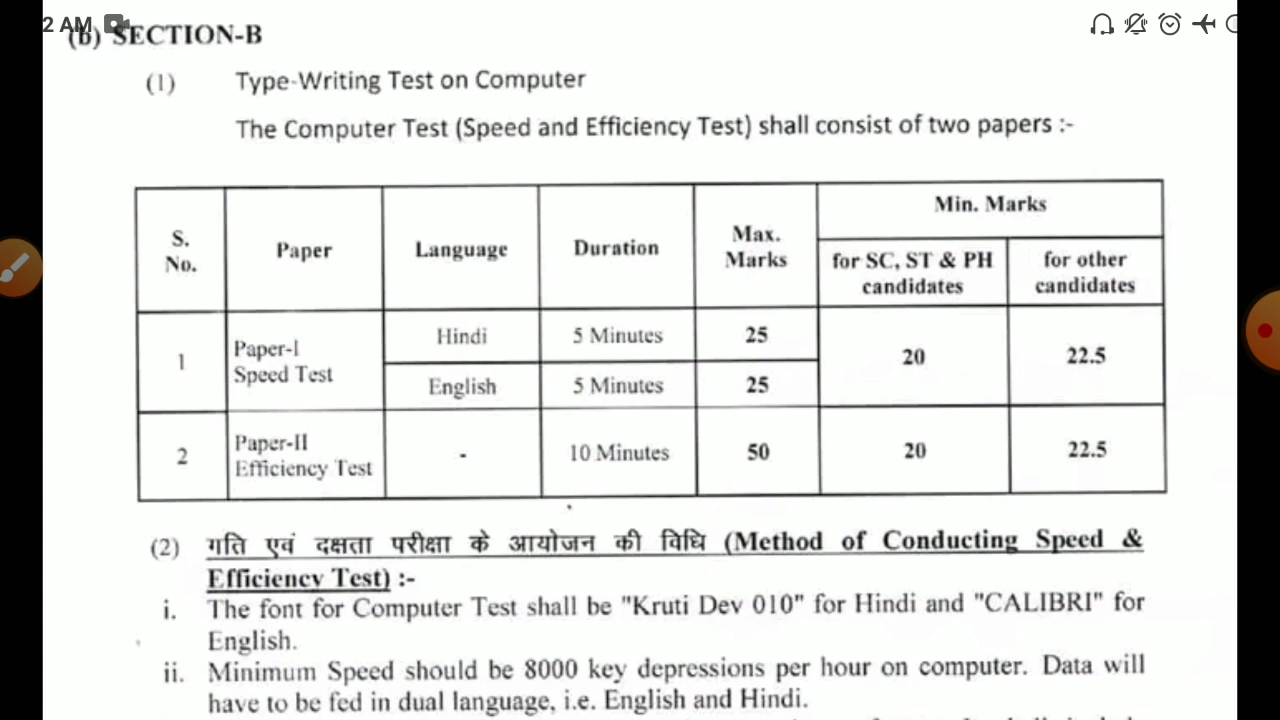 2 AM
(b) SECTION-B
(1) Type-Writing Test on Computer
The Computer Test (Speed and Efficiency Test) shall consist of two papers :-
S. No. Paper Language Duration Max. Marks Min. Marks
for SC, ST & PH candidates for other candidates
1 Paper-I Speed Test Hindi 5 Minutes 25 20 22.5
English 5 Minutes 25
2 Paper-II Efficiency Test - 10 Minutes 50 20 22.5
(2) गति एवं दक्षता परीक्षा के आयोजन की विधि (Method of Conducting Speed &
Efficiency Test) :-
i. The font for Computer Test shall be "Kruti Dev 010" for Hindi and "CALIBRI" for
English.
ii. Minimum Speed should be 8000 key depressions per hour on computer. Data will
have to be fed in dual language, i.e. English and Hindi.